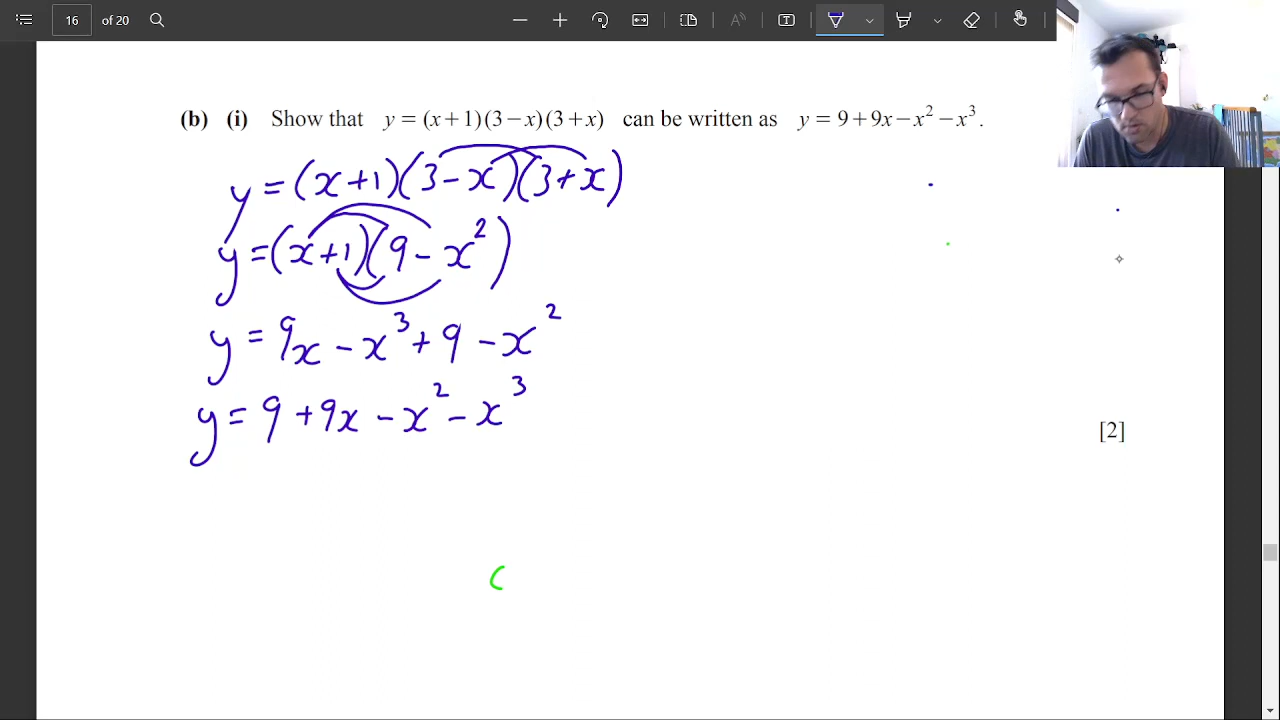 16 of 20
(b) (i) Show that y = (x+1)(3−x)(3+x) can be written as y = 9+9x−x²−x³.
y = (x+1)(3−x)(3+x)
y = (x+1)(9−x²)
y = 9x − x³ + 9 − x²
y = 9 + 9x − x² − x³
[2]
(